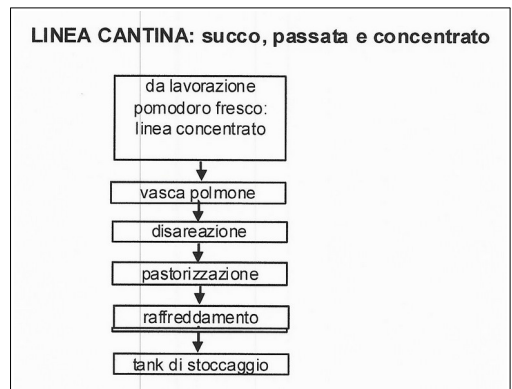 LINEA CANTINA: succo, passata e concentrato
da lavorazione
pomodoro fresco:
linea concentrato
vasca polmone
disareazione
pastorizzazione
raffreddamento
tank di stoccaggio